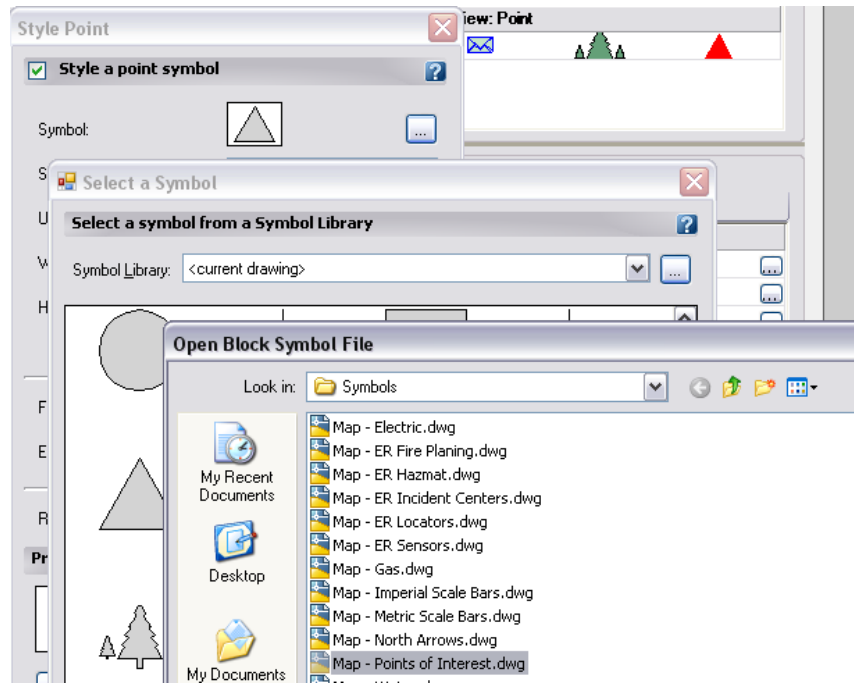 iew: Point
Style Point
Style a point symbol
Symbol:
...
S
Select a Symbol
U
Select a symbol from a Symbol Library
W
Symbol Library: <current drawing> ...
...
H
...
Open Block Symbol File
Look in: Symbols
F
E
R
Pr
My Recent
Documents
Desktop
My Documents
Map - Electric.dwg
Map - ER Fire Planing.dwg
Map - ER Hazmat.dwg
Map - ER Incident Centers.dwg
Map - ER Locators.dwg
Map - ER Sensors.dwg
Map - Gas.dwg
Map - Imperial Scale Bars.dwg
Map - Metric Scale Bars.dwg
Map - North Arrows.dwg
Map - Points of Interest.dwg